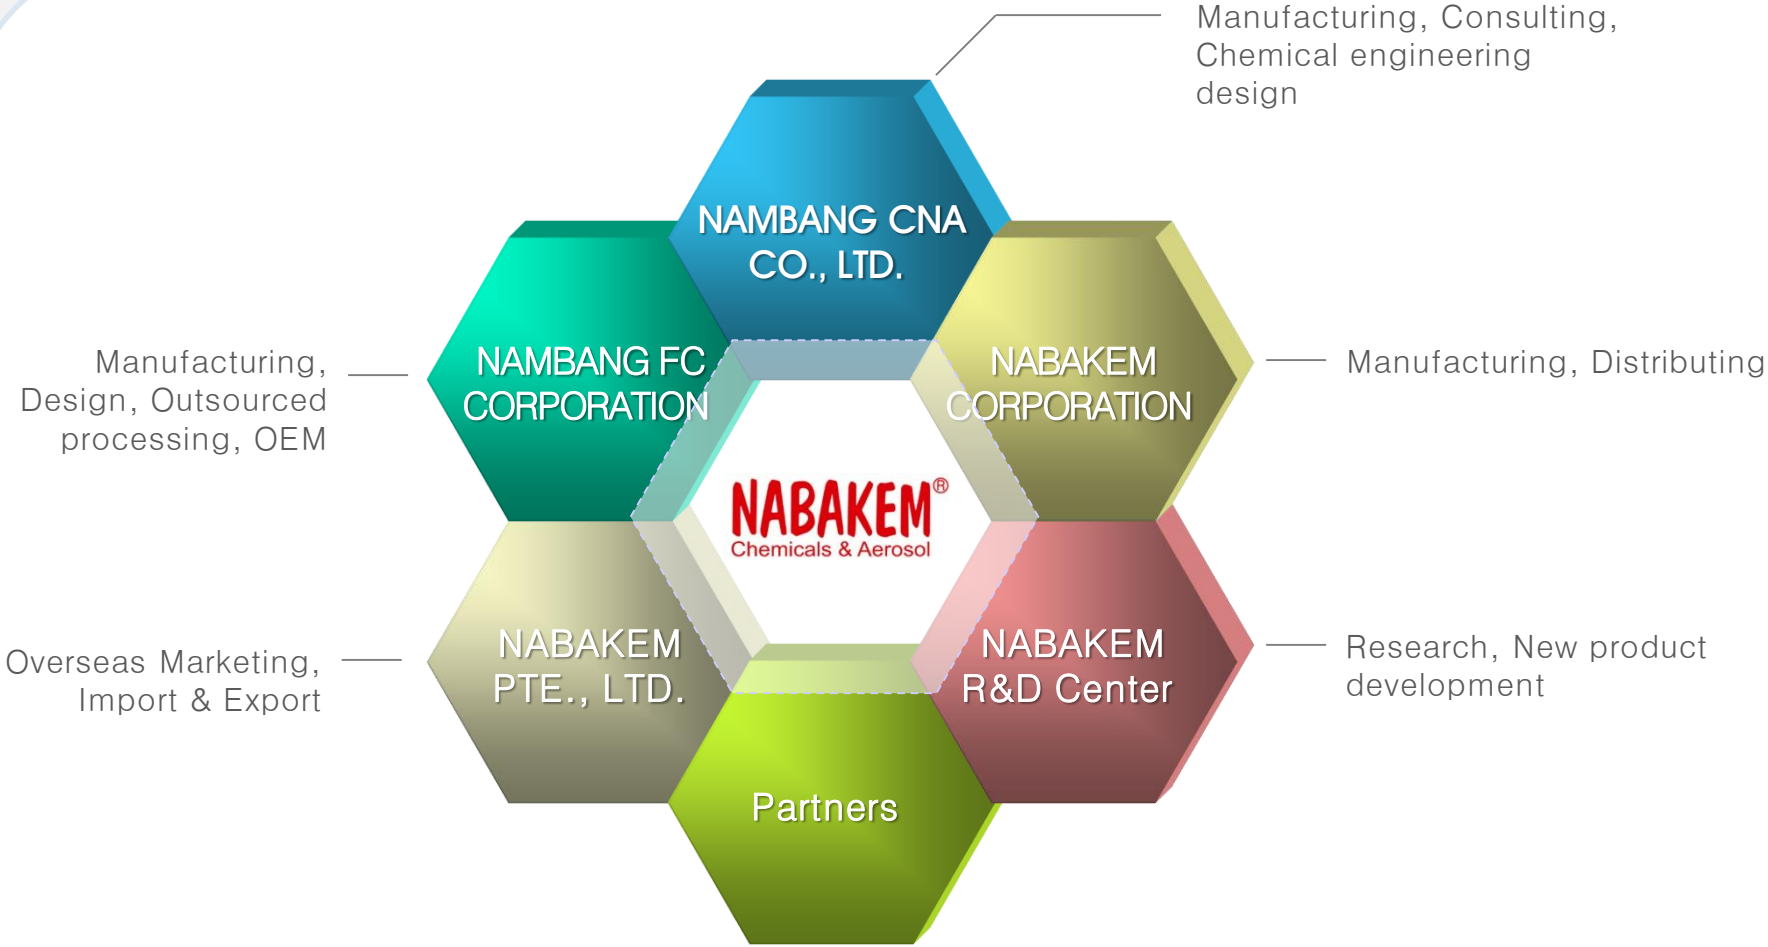 Manufacturing, Consulting,
Chemical engineering
design
NAMBANG CNA
CO., LTD.
NAMBANG FC
CORPORATION
NABAKEM
CORPORATION
Manufacturing,
Design, Outsourced
processing, OEM
Manufacturing, Distributing
NABAKEM®
Chemicals & Aerosol
NABAKEM
PTE., LTD.
NABAKEM
R&D Center
Overseas Marketing,
Import & Export
Research, New product
development
Partners